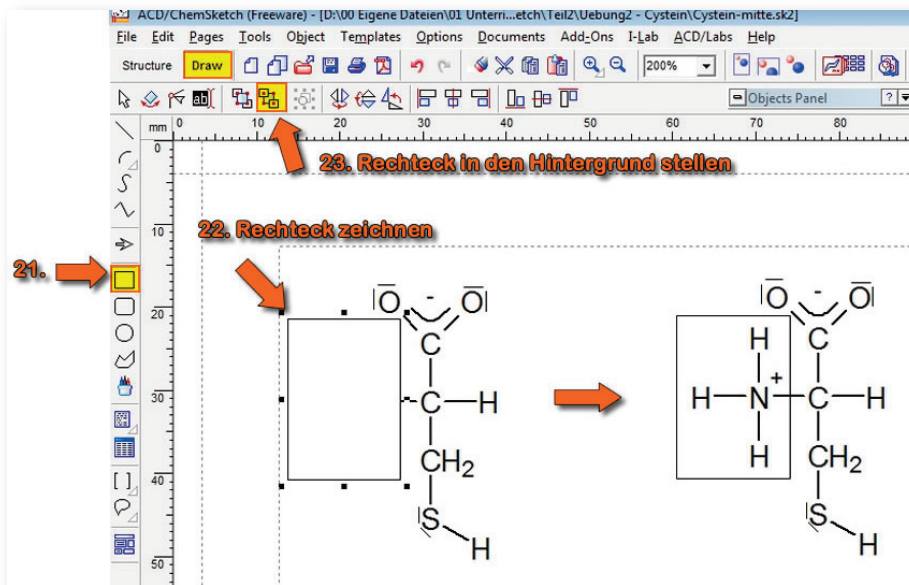 ACD/ChemSketch (Freeware) - [D:\00 Eigene Dateien\01 Unterri...etch\Teil2\Uebung2 - Cystein\Cystein-mitte.sk2]
File Edit Pages Tools Object Templates Options Documents Add-Ons I-Lab ACD/Labs Help
Structure Draw 200%
ab Objects Panel ?
mm 0 10 20 30 40 50 60 70 80
0
23. Rechteck in den Hintergrund stellen
10
22. Rechteck zeichnen
21.
20
O - O O - O
C H C
30
C H H N + C H
H
40
CH2 CH2
S S
H H
50